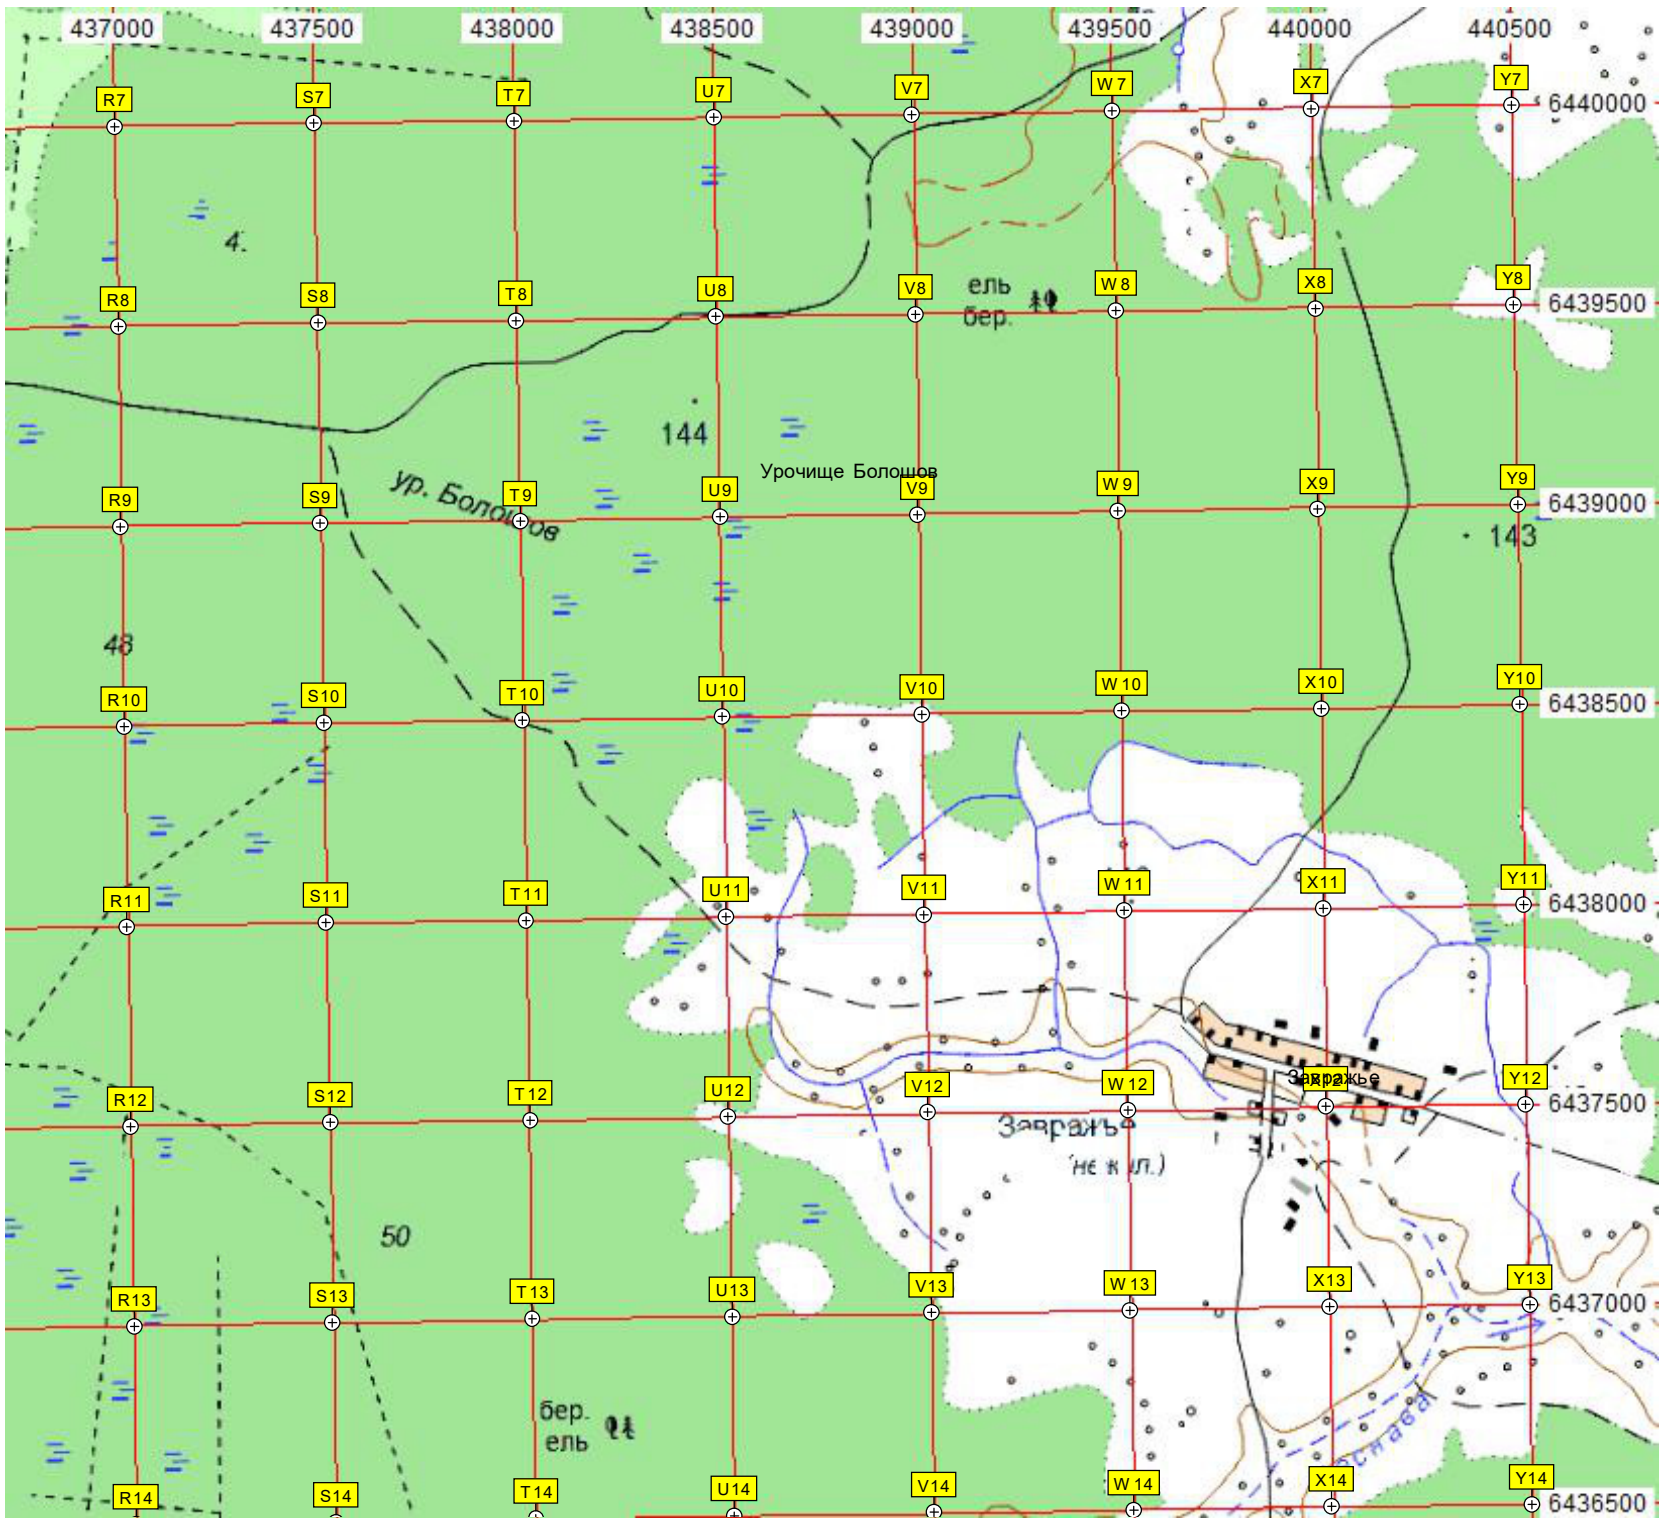 437000 437500 438000 438500 439000 439500 440000 440500
R7 S7 T7 U7 V7 W7 X7 Y7 6440000
4.
R8 S8 T8 U8 V8 W8 X8 Y8 6439500
ель
бер.
144
ур. Болошов
Урочище Болошов
R9 S9 T9 U9 V9 W9 X9 Y9 6439000
143
48
R10 S10 T10 U10 V10 W10 X10 Y10 6438500
R11 S11 T11 U11 V11 W11 X11 Y11 6438000
Завражье
R12 S12 T12 U12 V12 W12 X12 Y12 6437500
Завражье
50
R13 S13 T13 U13 V13 W13 X13 Y13 6437000
бер.
ель
R14 S14 T14 U14 V14 W14 X14 Y14 6436500